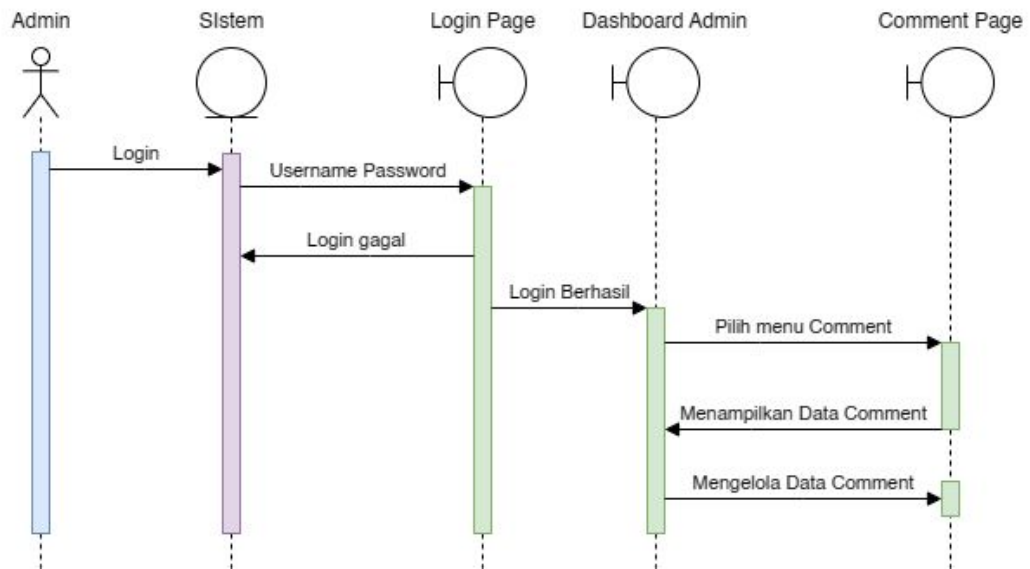 Admin
SIstem
Login Page
Dashboard Admin
Comment Page
Login
Username Password
Login gagal
Login Berhasil
Pilih menu Comment
Menampilkan Data Comment
Mengelola Data Comment